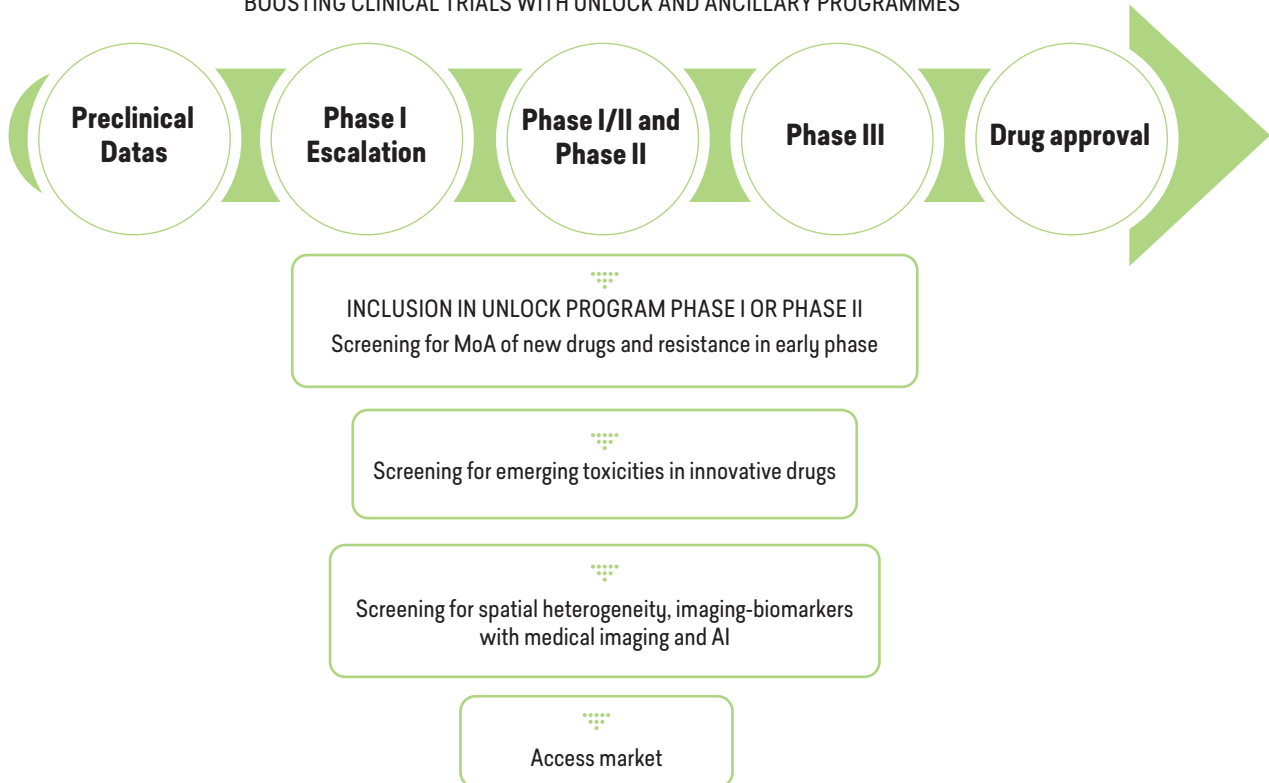 BOOSTING CLINICAL TRIALS WITH UNLOCK AND ANCILLARY PROGRAMMES
Preclinical
Datas
Phase I
Escalation
Phase I/II and
Phase II
Phase III
Drug approval
INCLUSION IN UNLOCK PROGRAM PHASE I OR PHASE II
Screening for MoA of new drugs and resistance in early phase
Screening for emerging toxicities in innovative drugs
Screening for spatial heterogeneity, imaging-biomarkers
with medical imaging and AI
Access market